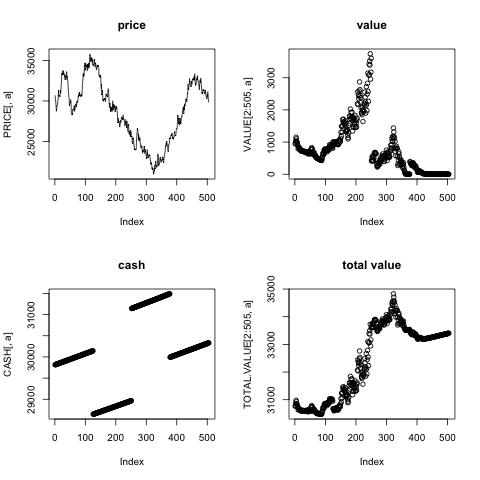 price
PRICE[, a]
25000 30000 35000
0 100 200 300 400 500
Index
value
VALUE[2:505, a]
0 1000 2000 3000
0 100 200 300 400 500
Index
cash
CASH[, a]
29000 30000 31000
0 100 200 300 400 500
Index
total value
TOTAL.VALUE[2:505, a]
31000 33000 35000
0 100 200 300 400 500
Index